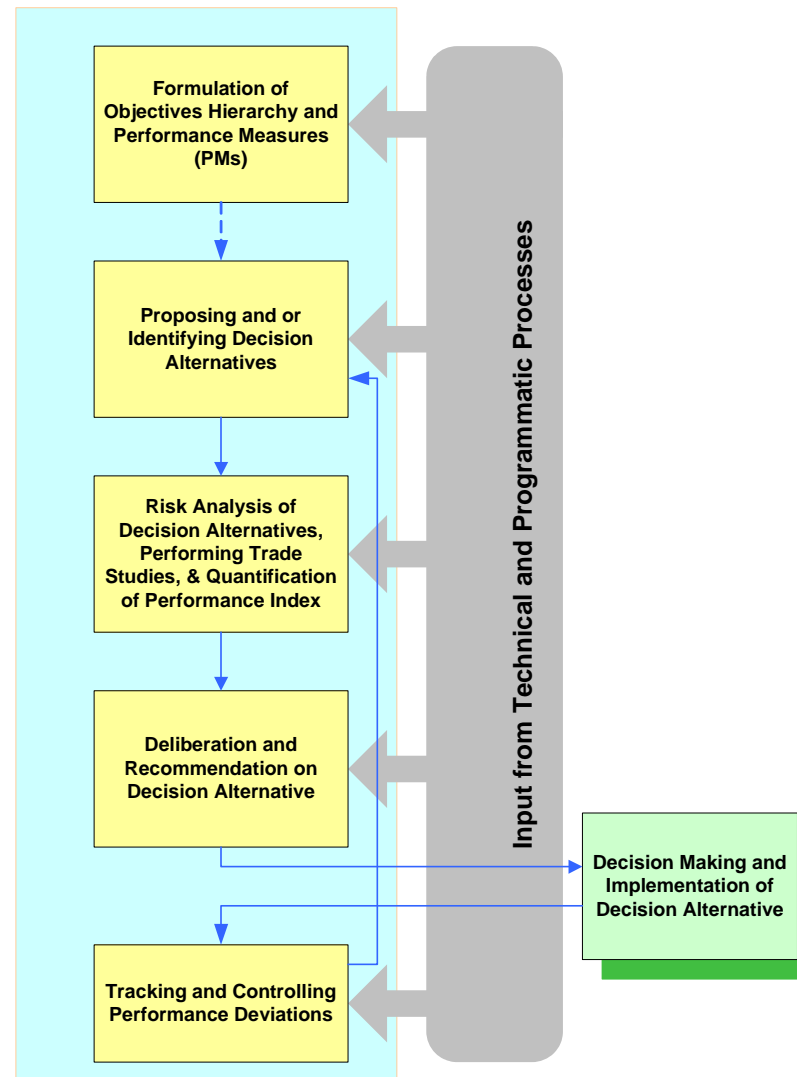 Formulation of
Objectives Hierarchy and
Performance Measures
(PMs)
Proposing and or
Identifying Decision
Alternatives
Risk Analysis of
Decision Alternatives,
Performing Trade
Studies, & Quantification
of Performance Index
Deliberation and
Recommendation on
Decision Alternative
Tracking and Controlling
Performance Deviations
Input from Technical and Programmatic Processes
Decision Making and
Implementation of
Decision Alternative